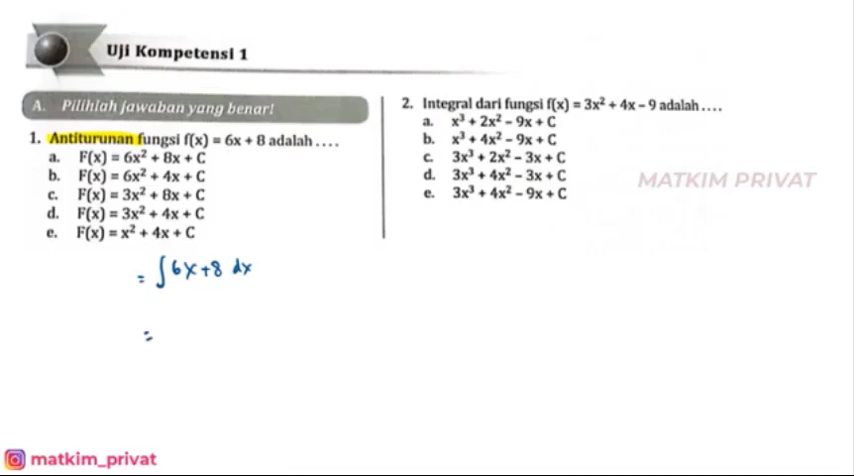 Uji Kompetensi 1
A. Pilihlah jawaban yang benar!
1. Antiturunan fungsi f(x) = 6x + 8 adalah . . . .
a. F(x) = 6x² + 8x + C
b. F(x) = 6x² + 4x + C
c. F(x) = 3x² + 8x + C
d. F(x) = 3x² + 4x + C
e. F(x) = x² + 4x + C
= ∫ 6x + 8 dx
=
2. Integral dari fungsi f(x) = 3x² + 4x – 9 adalah . . . .
a. x³ + 2x² – 9x + C
b. x³ + 4x² – 9x + C
c. 3x³ + 2x² – 3x + C
d. 3x³ + 4x² – 3x + C
e. 3x³ + 4x² – 9x + C
MATKIM PRIVAT
matkim_privat